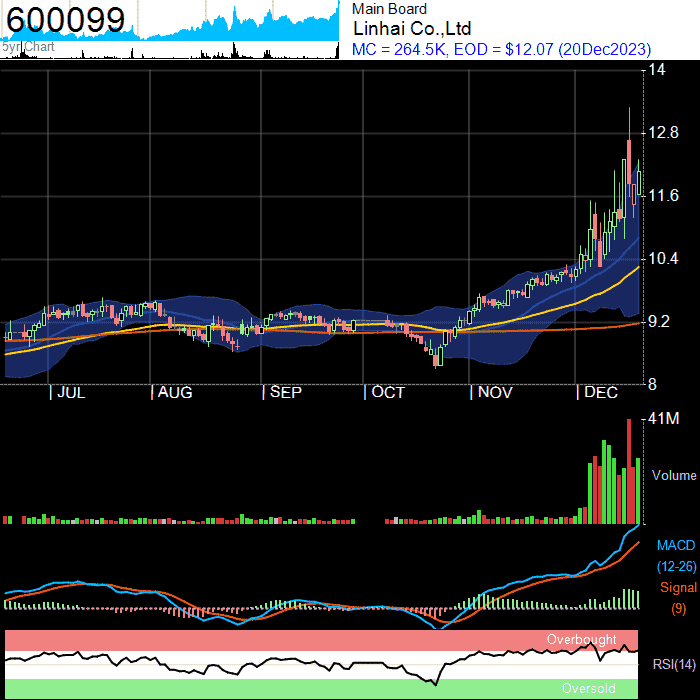 600099
5yr Chart
Main Board
Linhai Co.,Ltd
MC = 264.5K, EOD = $12.07 (20Dec2023)
14
12.8
11.6
10.4
9.2
8
JUL
AUG
SEP
OCT
NOV
DEC
41M
Volume
MACD
(12-26)
Signal
(9)
Overbought
RSI(14)
Oversold